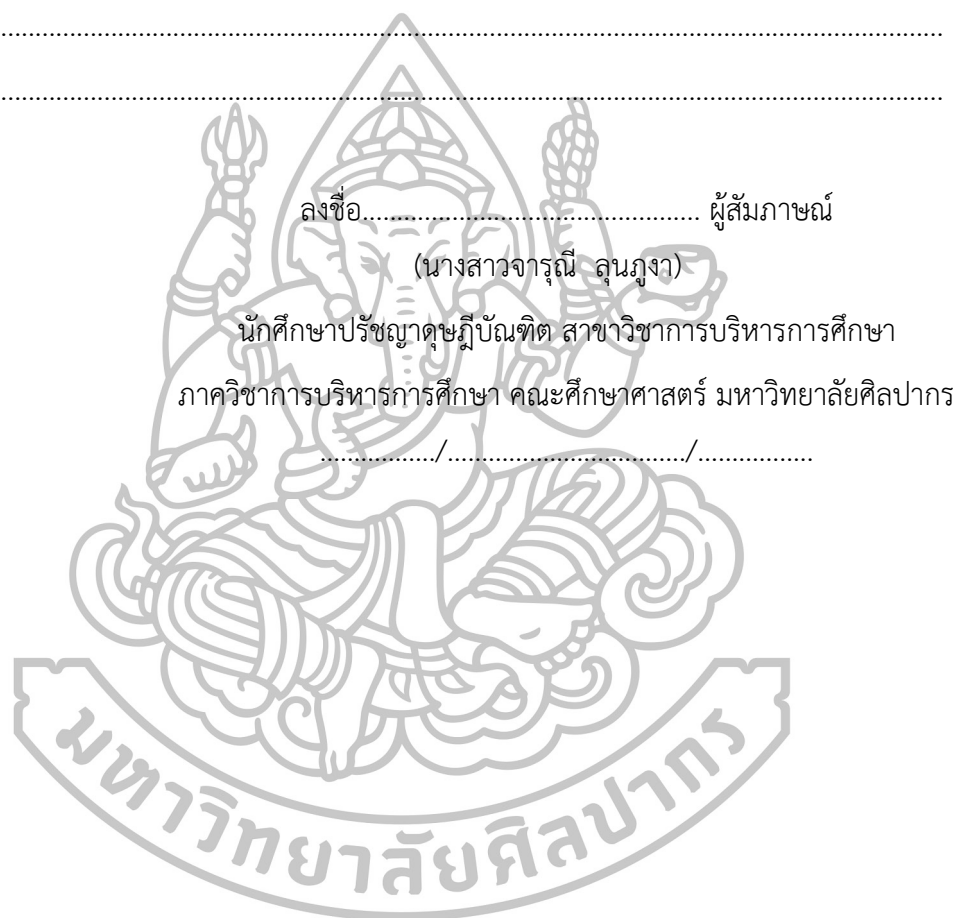 ........................................................................................................................................
........................................................................................................................................
ลงชื่อ.................................................. ผู้สัมภาษณ์
(นางสาวจารุณี ลุนภูงา)
นักศึกษาปรัชญาดุษฎีบัณฑิต สาขาวิชาการบริหารการศึกษา
ภาควิชาการบริหารการศึกษา คณะศึกษาศาสตร์ มหาวิทยาลัยศิลปากร
................./.................................../.................
มหาวิทยาลัยศิลปากร